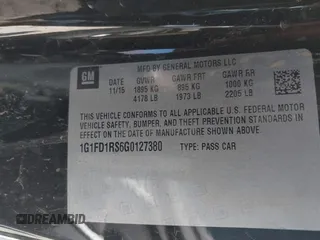 GM
MFD BY GENERAL MOTORS LLC
11/15 GVWR GAWR FRT GAWR RR
1895 KG 895 KG 1000 KG
4178 LB 1973 LB 2205 LB
THIS VEHICLE CONFORMS TO ALL APPLICABLE U.S. FEDERAL MOTOR
VEHICLE SAFETY, BUMPER, AND THEFT PREVENTION STANDARDS IN
EFFECT ON THE DATE OF MANUFACTURE SHOWN ABOVE.
1G1FD1RS6G0127380 TYPE: PASS CAR
DREAMBID